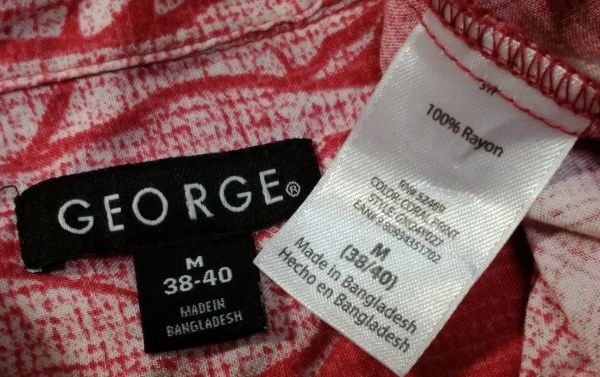 GEORGE®
M
38-40
MADE IN
BANGLADESH
100% Rayon
COLOR: CORAL PRINT
M
(38/40)
Made in Bangladesh
Hecho en Bangladesh